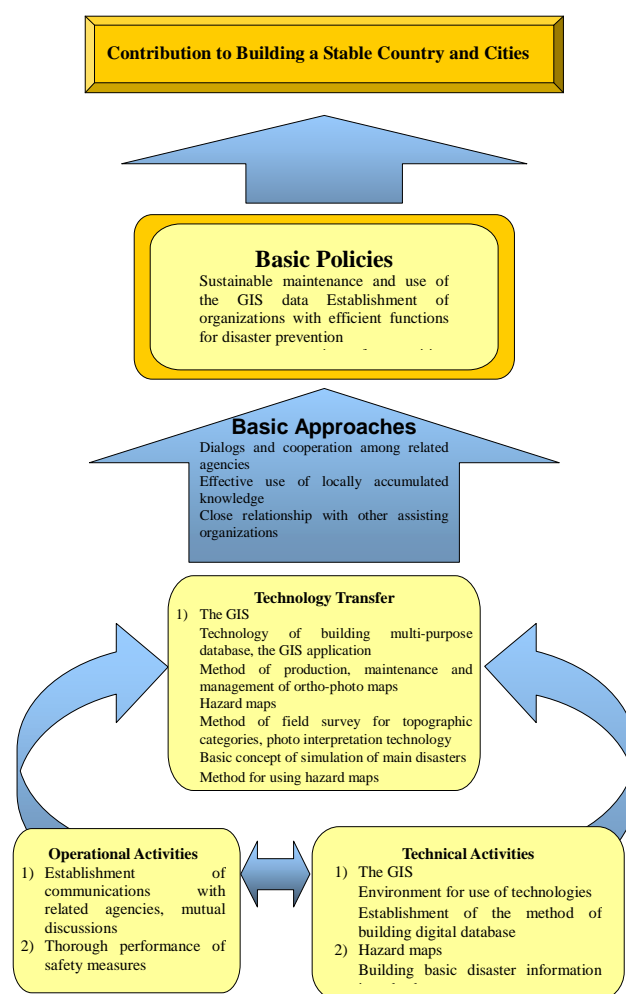 Contribution to Building a Stable Country and Cities
Basic Policies
Sustainable maintenance and use of
the GIS data Establishment of
organizations with efficient functions
for disaster prevention
Basic Approaches
Dialogs and cooperation among related
agencies
Effective use of locally accumulated
knowledge
Close relationship with other assisting
organizations
Technology Transfer
1) The GIS
Technology of building multi-purpose
database, the GIS application
Method of production, maintenance and
management of ortho-photo maps
Hazard maps
Method of field survey for topographic
categories, photo interpretation technology
Basic concept of simulation of main disasters
Method for using hazard maps
Operational Activities
1) Establishment of
communications with
related agencies, mutual
discussions
2) Thorough performance of
safety measures
Technical Activities
1) The GIS
Environment for use of technologies
Establishment of the method of
building digital database
2) Hazard maps
Building basic disaster information